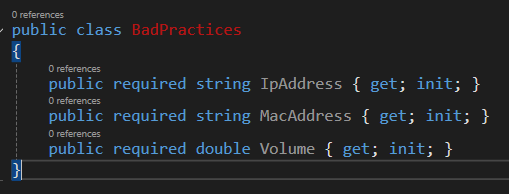 0 references
public class BadPractices
{
0 references
public required string IpAddress { get; init; }
0 references
public required string MacAddress { get; init; }
0 references
public required double Volume { get; init; }
}